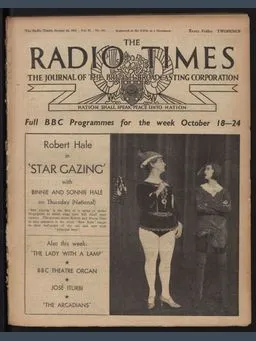 THE
RADIO TIMES
THE JOURNAL OF THE BRITISH BROADCASTING CORPORATION
NATION SHALL SPEAK PEACE UNTO NATION
Full BBC Programmes for the week October 18—24
Robert Hale
in
'STAR GAZING'
with
BINNIE AND SONNIE HALE
on Thursday (National)
Also this week:
'THE LADY WITH A LAMP'
BBC THEATRE ORGAN
JOSÉ ITURBI
'THE ARCADIANS'